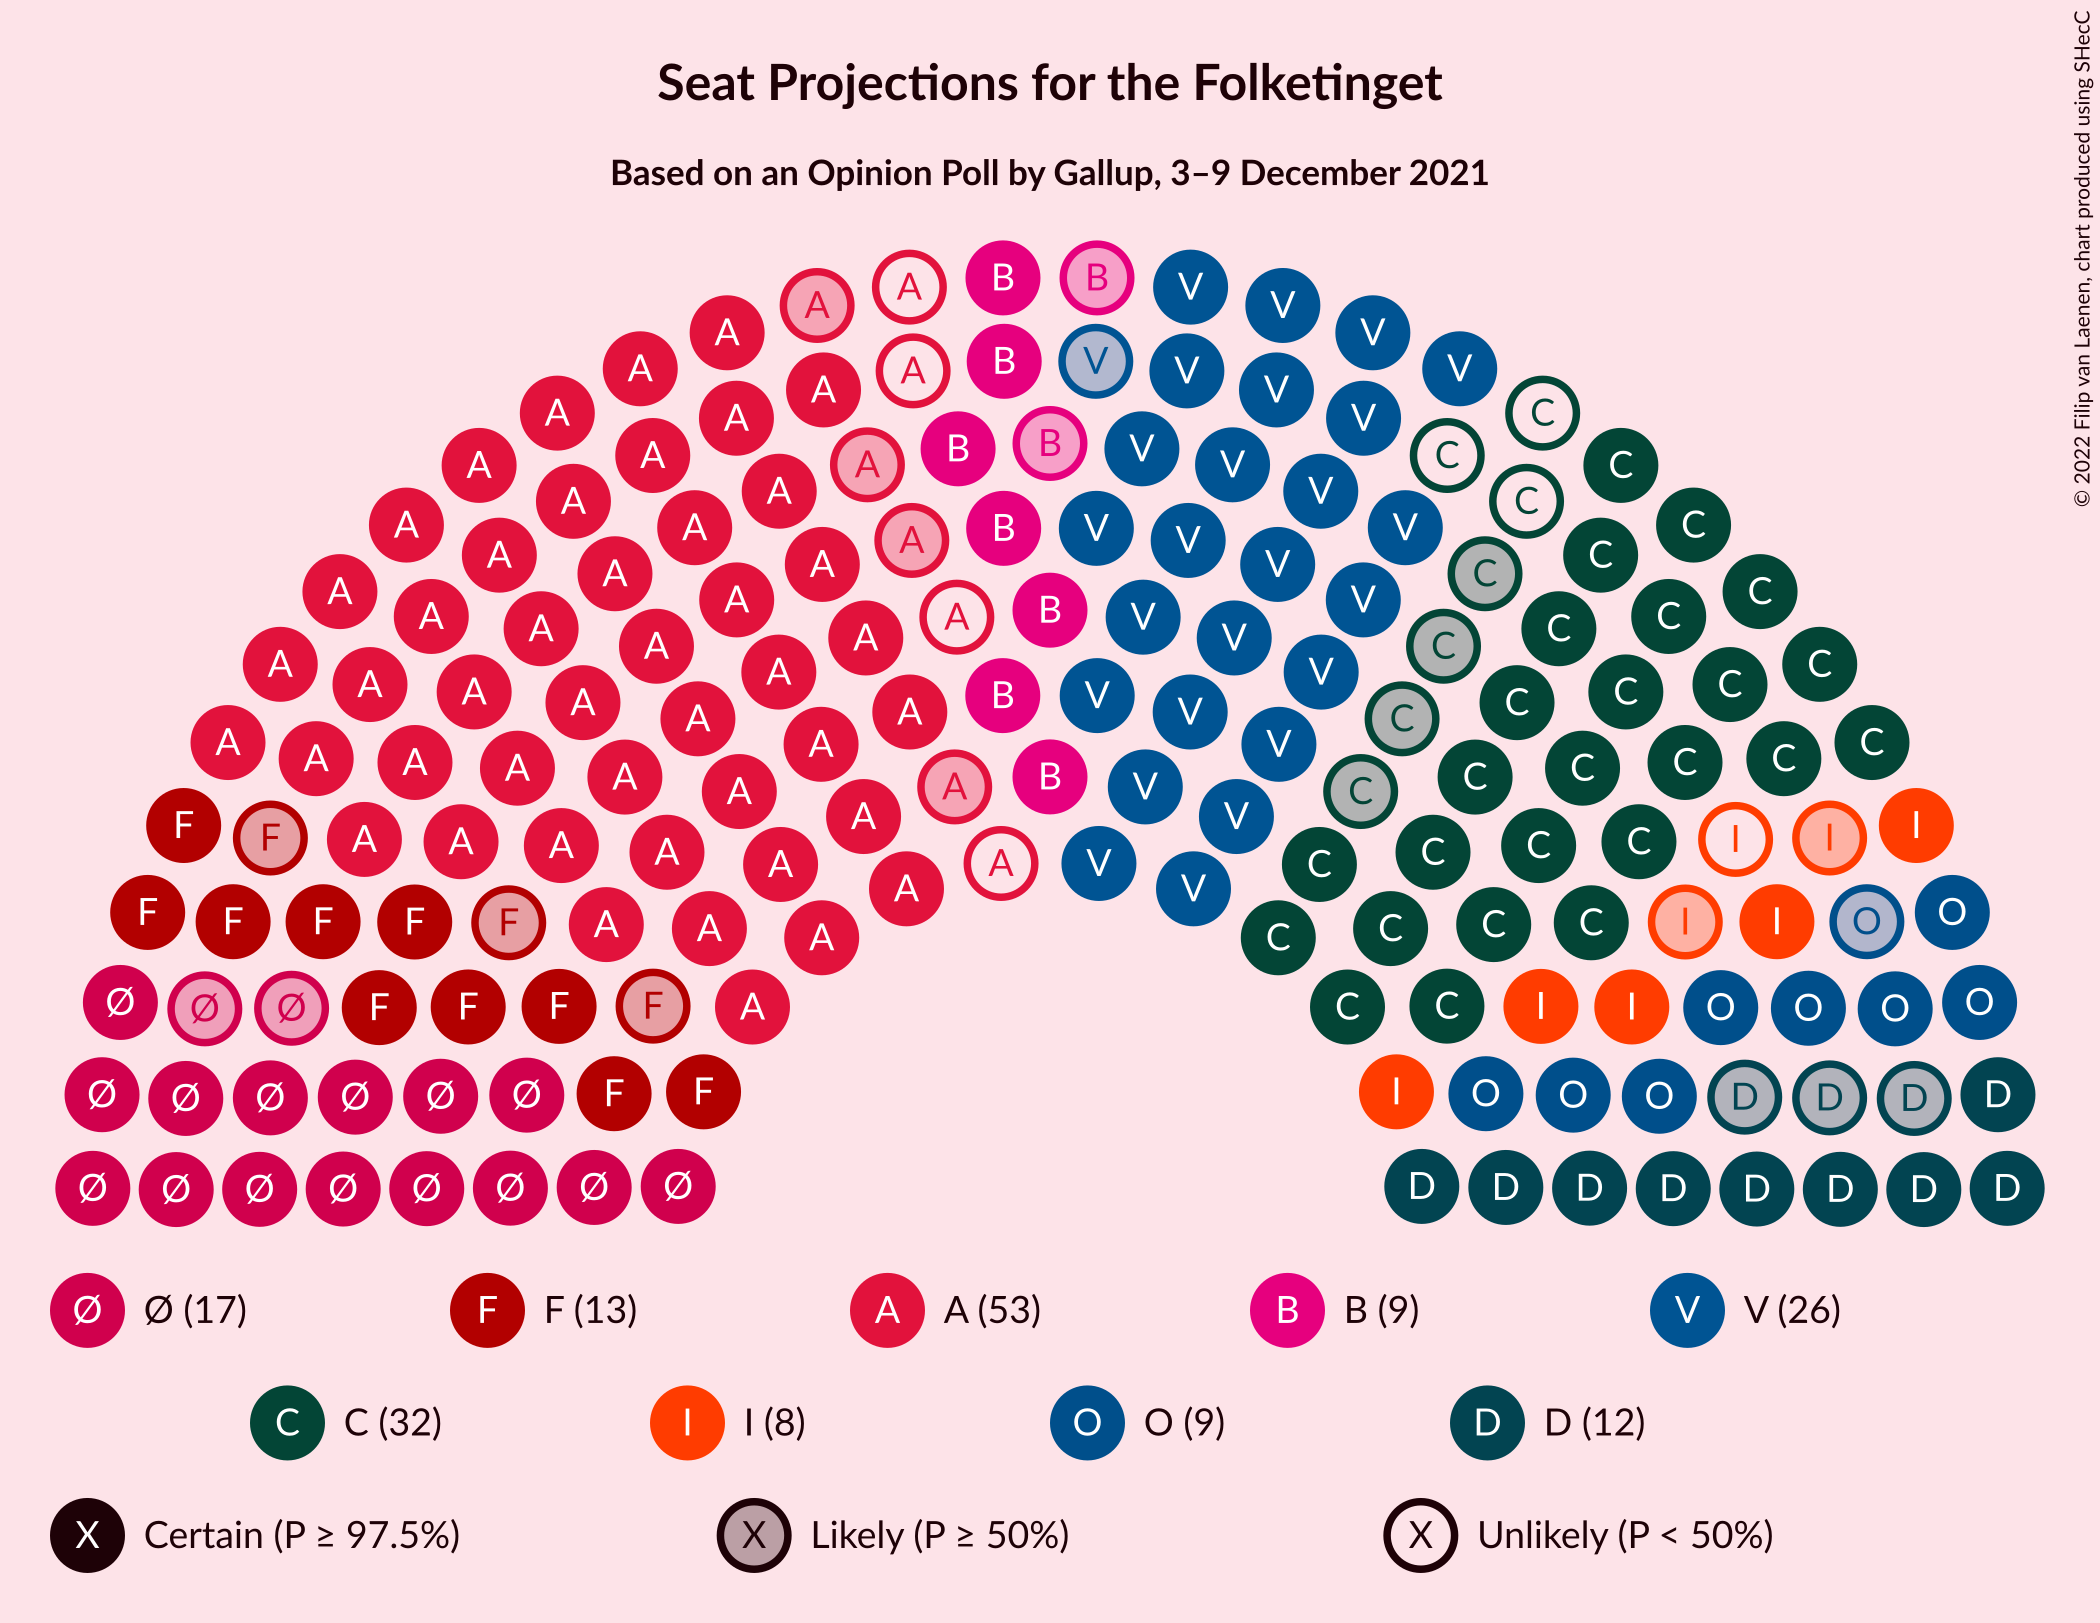 Seat Projections for the Folketinget
Based on an Opinion Poll by Gallup, 3–9 December 2021
© 2022 Filip van Laenen, chart produced using SHecC
B B
A A V V
A V
A B V V
A A V V
A A V V C
A A B B V V C
A A A V V C
A A V C
A A A B V V C
A A A V V C
A A V C
A A A A V C
A A B V C
A A A V V C
A A A V C
A A A B V C
A A A V V C
A A A V C
A A A V C
A A B V C
F A A V I
F A A A V C I I
A A A V C C C
F F F F F A A A C C C C I I O O
A C
Ø Ø Ø F F F F A C C I I O O O O
Ø Ø Ø Ø Ø Ø F F I O O O D D D D
Ø Ø Ø Ø Ø Ø Ø Ø D D D D D D D D
Ø Ø (17) F F (13) A A (53) B B (9) V V (26)
C C (32) I I (8) O O (9) D D (12)
X Certain (P ≥ 97.5%) X Likely (P ≥ 50%) X Unlikely (P < 50%)